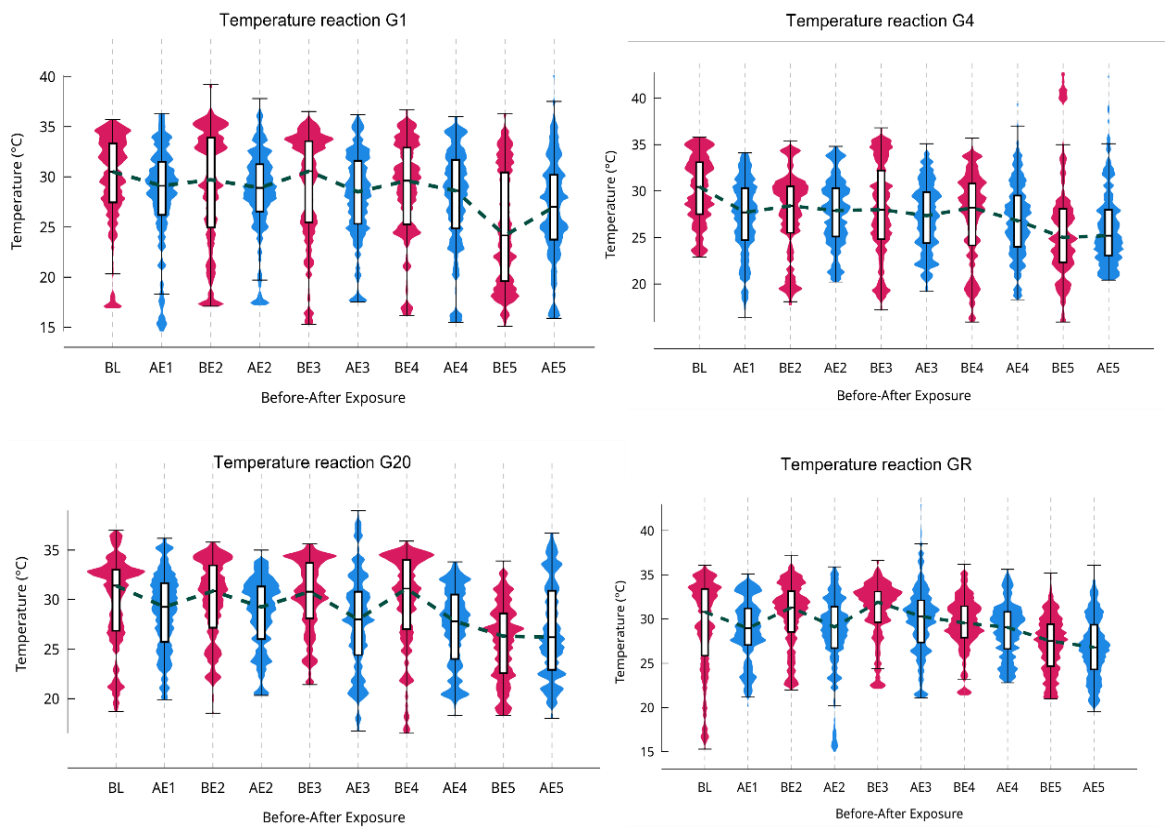 Temperature reaction G1
Temperature (°C)
40
35
30
25
20
15
BL AE1 BE2 AE2 BE3 AE3 BE4 AE4 BE5 AE5
Before-After Exposure
Temperature reaction G4
Temperature (°C)
40
35
30
25
20
BL AE1 BE2 AE2 BE3 AE3 BE4 AE4 BE5 AE5
Before-After Exposure
Temperature reaction G20
Temperature (°C)
35
30
25
20
BL AE1 BE2 AE2 BE3 AE3 BE4 AE4 BE5 AE5
Before-After Exposure
Temperature reaction GR
Temperature (°C)
40
35
30
25
20
15
BL AE1 BE2 AE2 BE3 AE3 BE4 AE4 BE5 AE5
Before-After Exposure